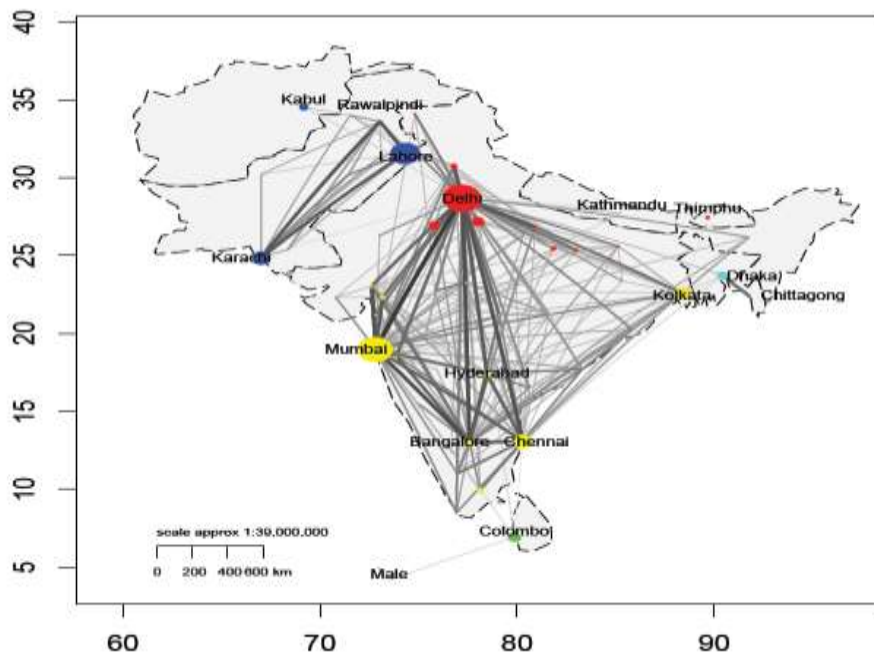 40
35
30
25
20
15
10
5
60
70
80
90
Kabul
Rawalpindi
Lahore
Delhi
Kathmandu
Thimphu
Karachi
Dhaka
Kolkata
Chittagong
Mumbai
Hyderabad
Bangalore
Chennai
Colombo
Male
scale approx 1:39,000,000
0 200 400 600 km